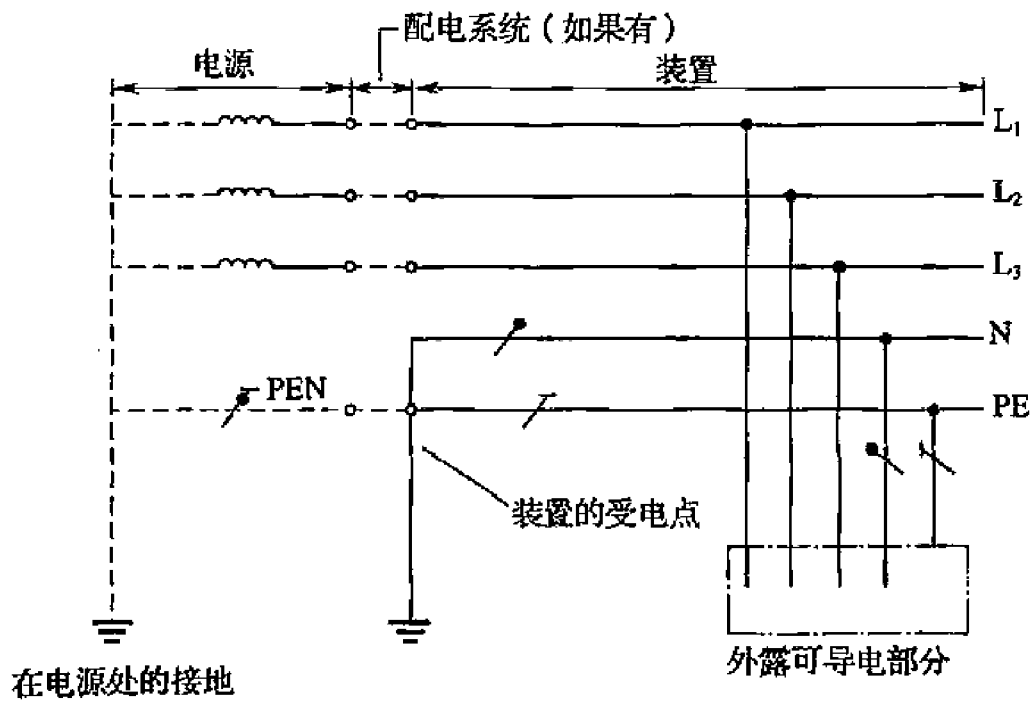 配电系统（如果有）
电源
装置
L₁
L₂
L₃
N
PEN
PE
装置的受电点
外露可导电部分
在电源处的接地